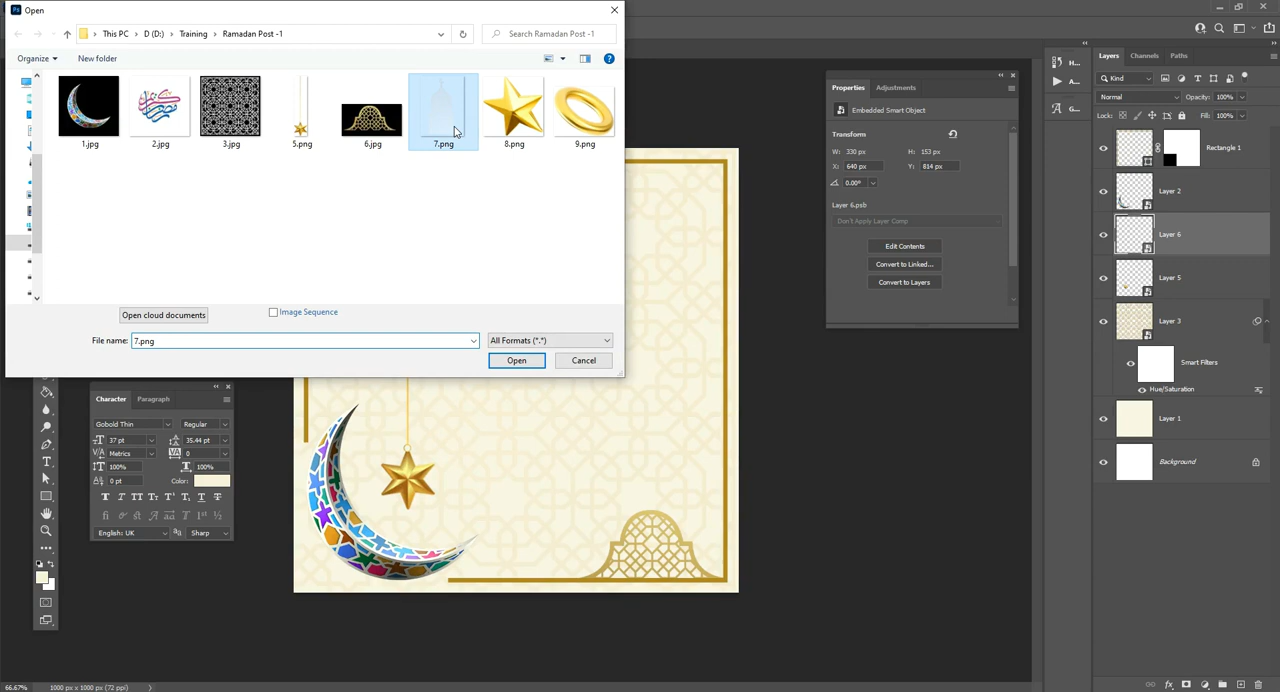 Ps Open
This PC > D (D:) > Training > Ramadan Post -1
Search Ramadan Post -1
Organize
New folder
1.jpg
2.jpg
3.jpg
5.png
6.jpg
7.png
8.png
9.png
Open cloud documents
Image Sequence
File name: 7.png
All Formats (*.*)
Open
Cancel
Character
Paragraph
Gobold Thin
Regular
37 pt
35.44 pt
Metrics
0
100%
100%
0 pt
Color:
English: UK
Sharp
Properties
Adjustments
Embedded Smart Object
Transform
W: 330 px
H: 153 px
X: 640 px
Y: 814 px
0.00°
Layer 6.psb
Don't Apply Layer Comp
Edit Contents
Convert to Linked...
Convert to Layers
H...
A...
G...
Layers
Channels
Paths
Kind
Normal
Opacity: 100%
Lock:
Fill: 100%
Rectangle 1
Layer 2
Layer 6
Layer 5
Layer 3
Smart Filters
Hue/Saturation
Layer 1
Background
66.67%
1000 px x 1000 px (72 ppi)